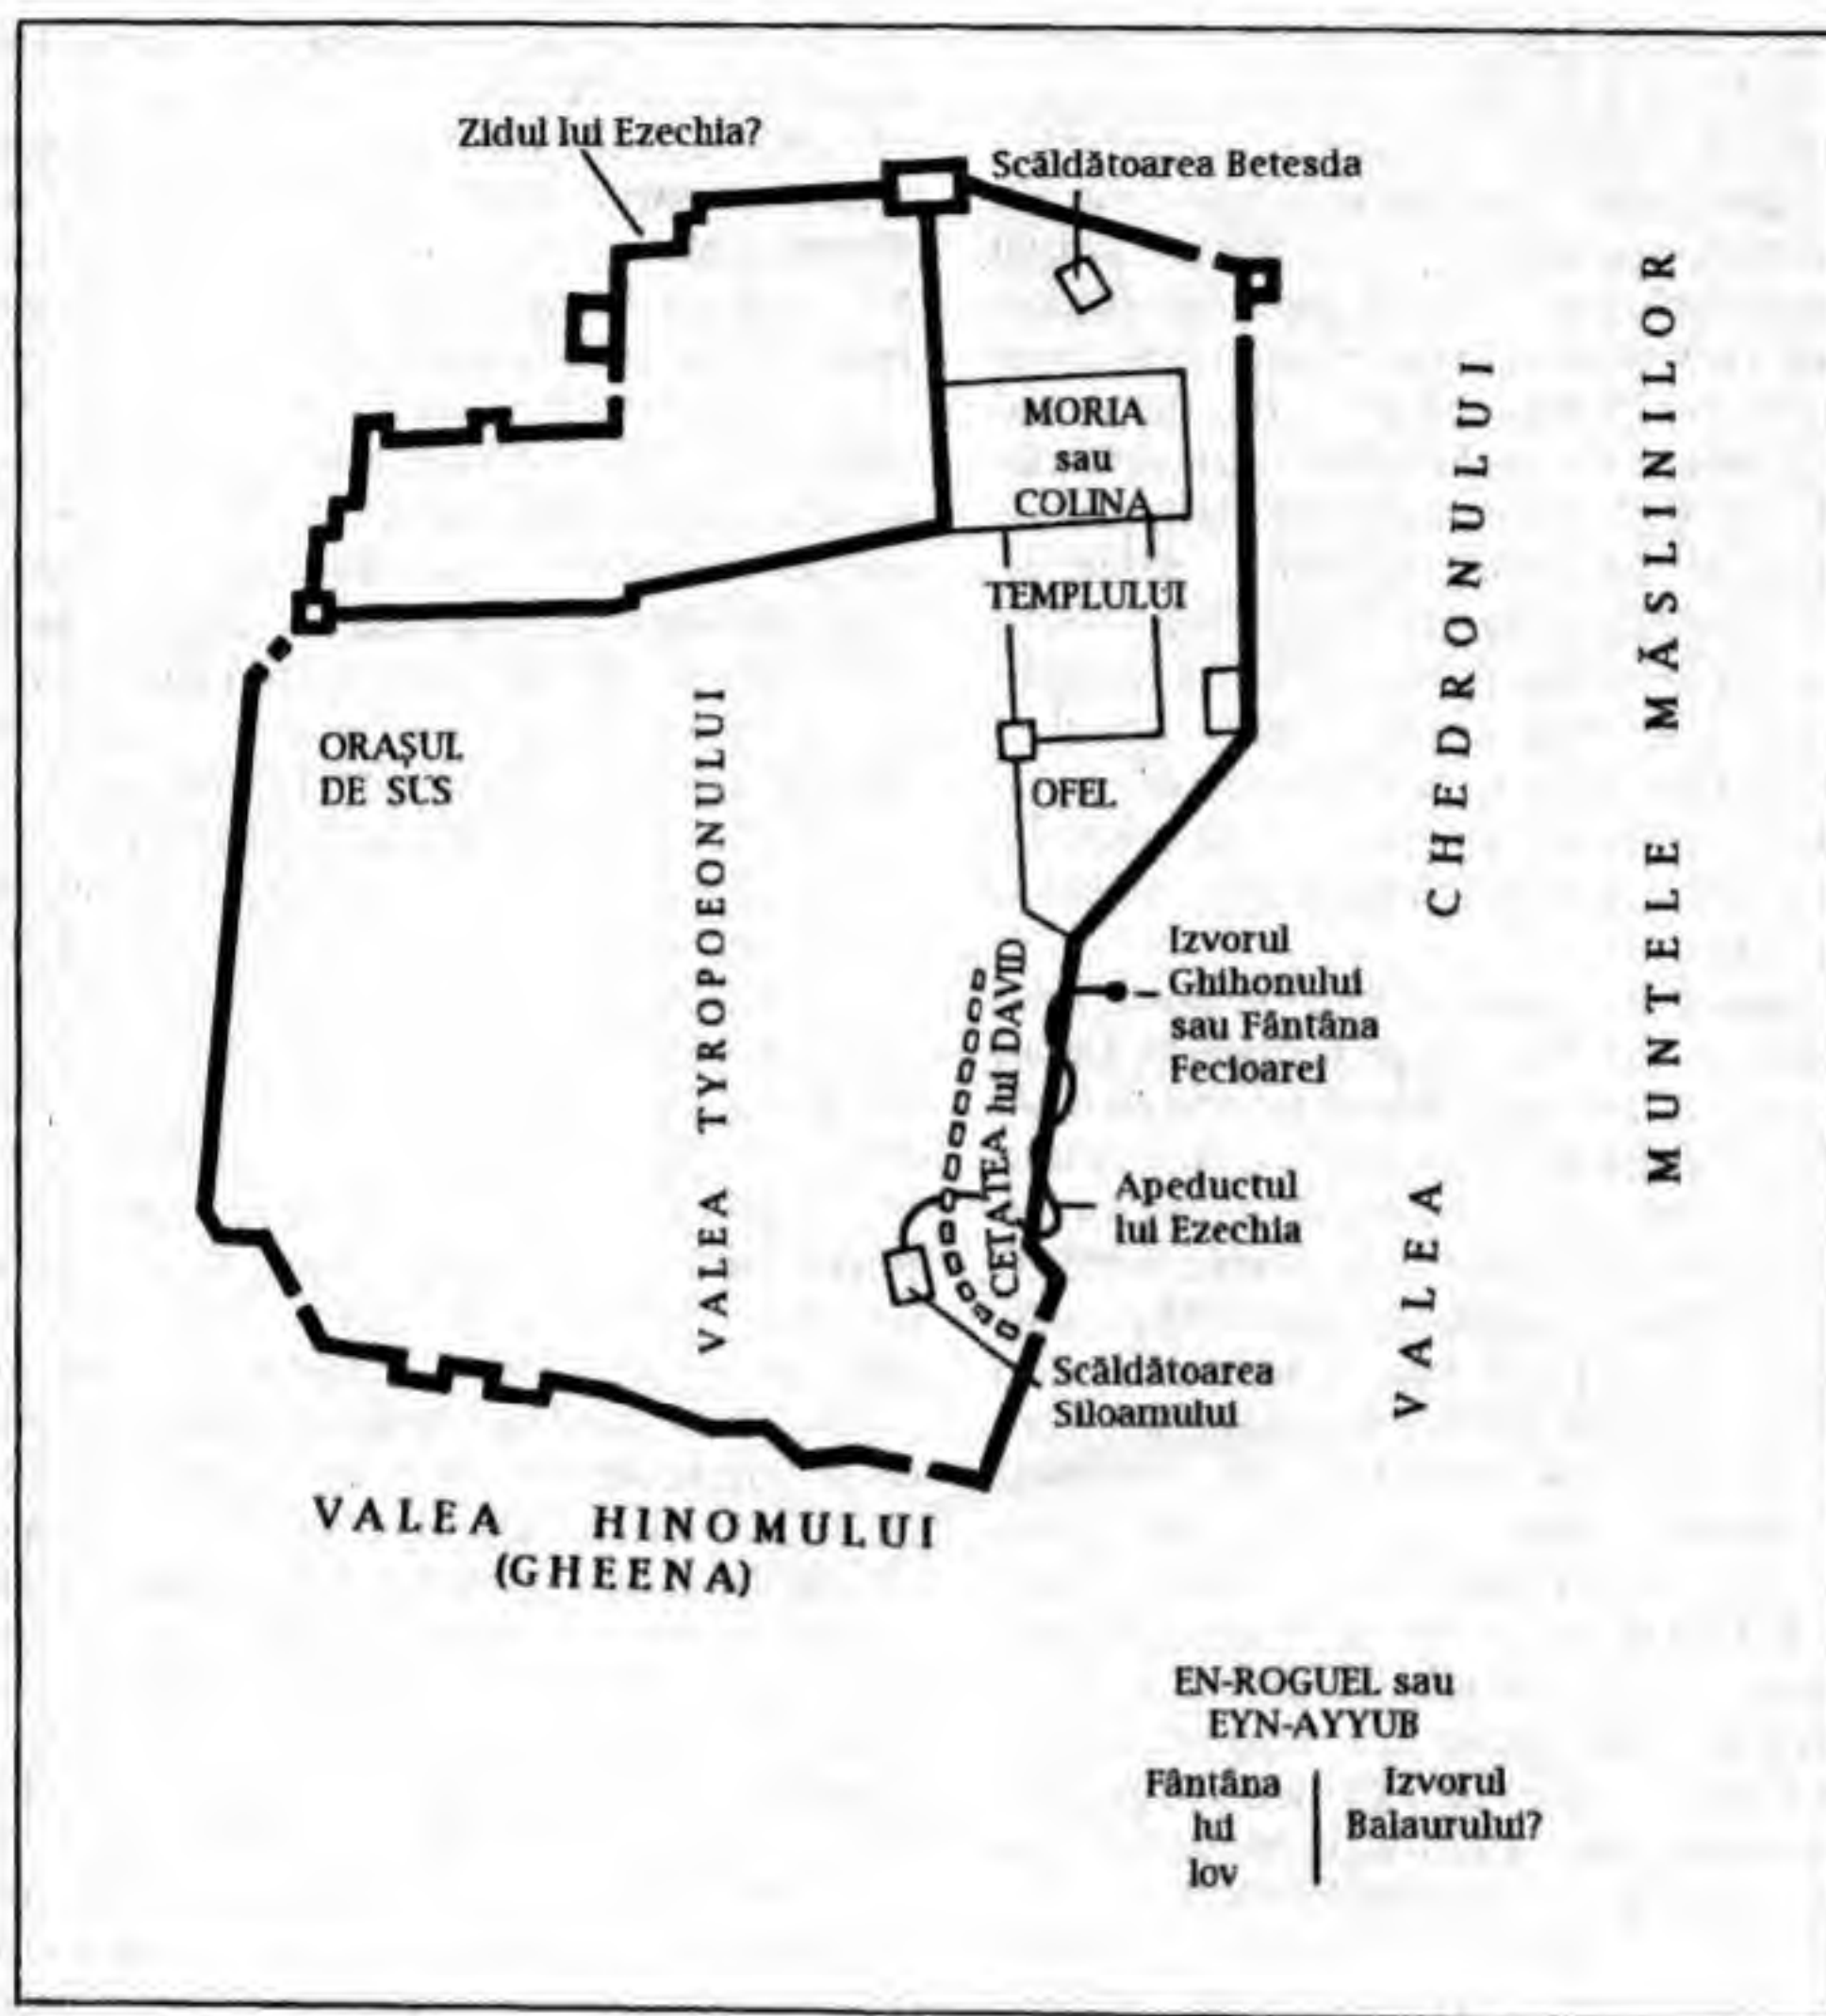 Zidul lui Ezechia?
Scăldătoarea Betesda
MORIA
sau
COLINA
TEMPLULUI
ORAȘUL
DE SUS
OFEL
VALEA TYROPOEONULUI
CETATEA lui DAVID
Izvorul
Ghihonului
sau Fântâna
Fecioarei
Apeductul
lui Ezechia
Scăldătoarea
Siloamului
VALEA CHEDRONULUI
MUNTELE MĂSLINILOR
VALEA HINOMULUI
(GHEENA)
EN-ROGUEL sau
EYN-AYYUB
Fântâna
lui
Iov
Izvorul
Balaurului?